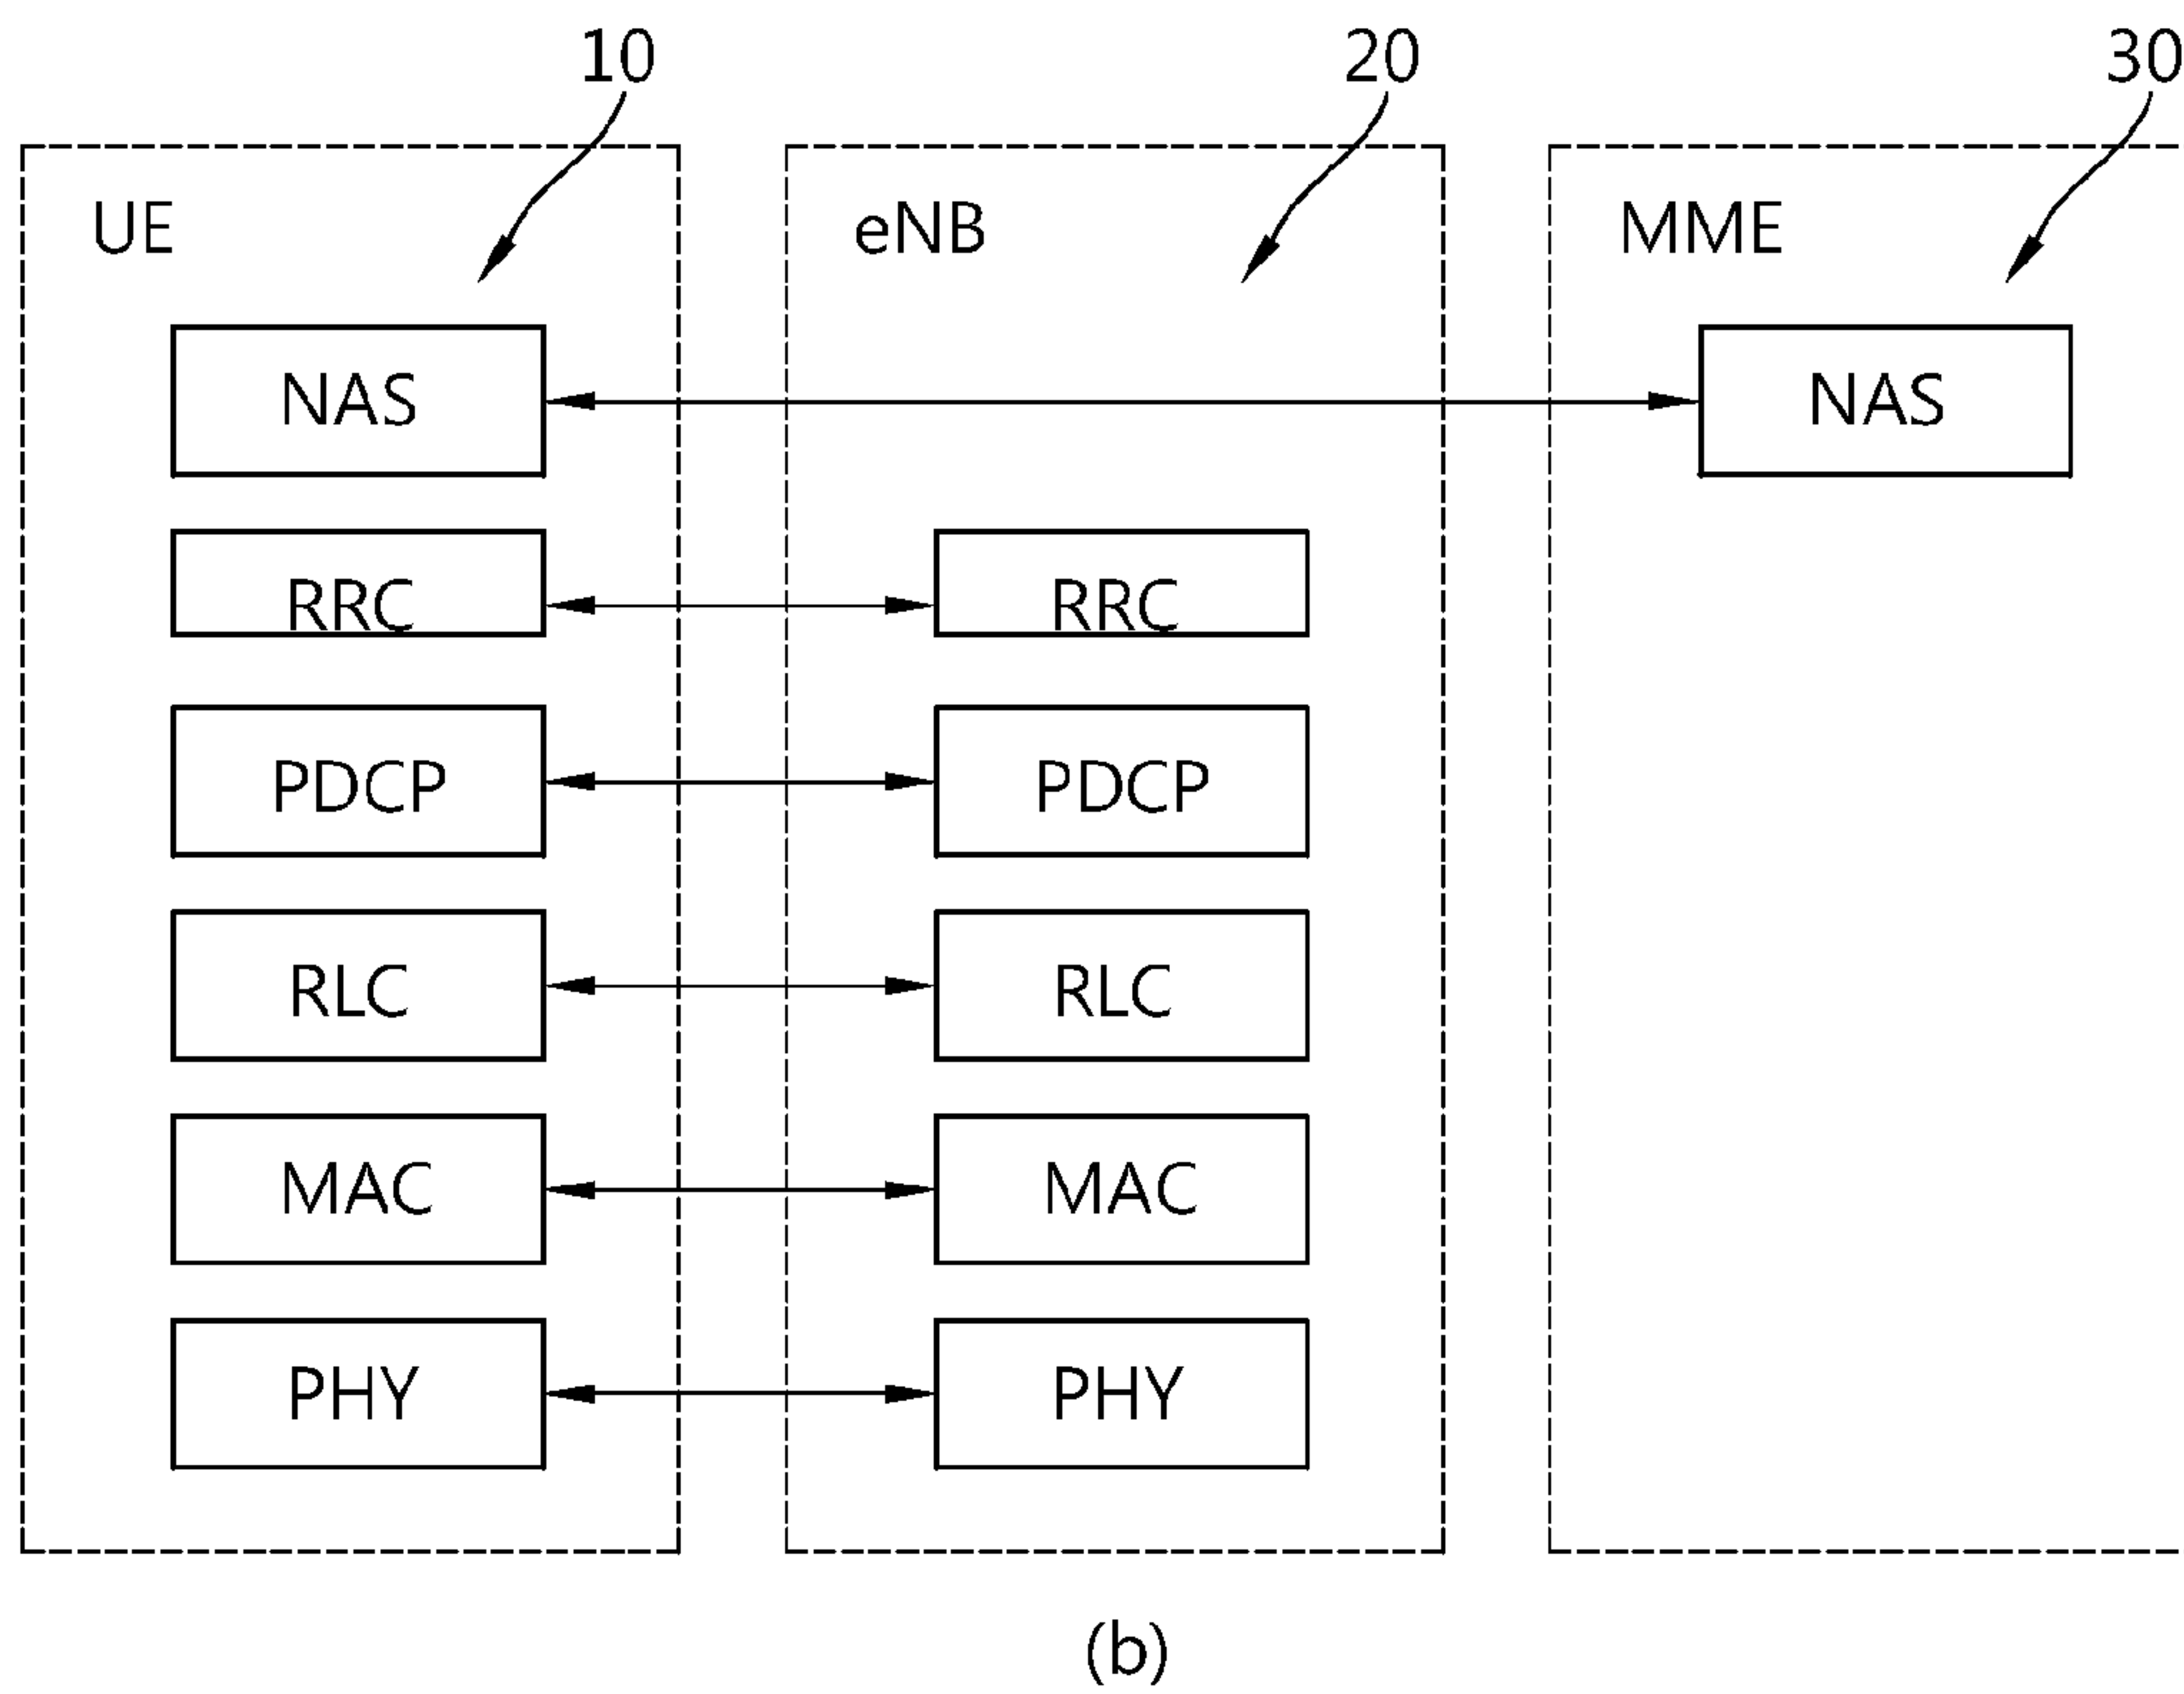 10 20 30
UE eNB MME
NAS NAS
RRC RRC
PDCP PDCP
RLC RLC
MAC MAC
PHY PHY
(b)